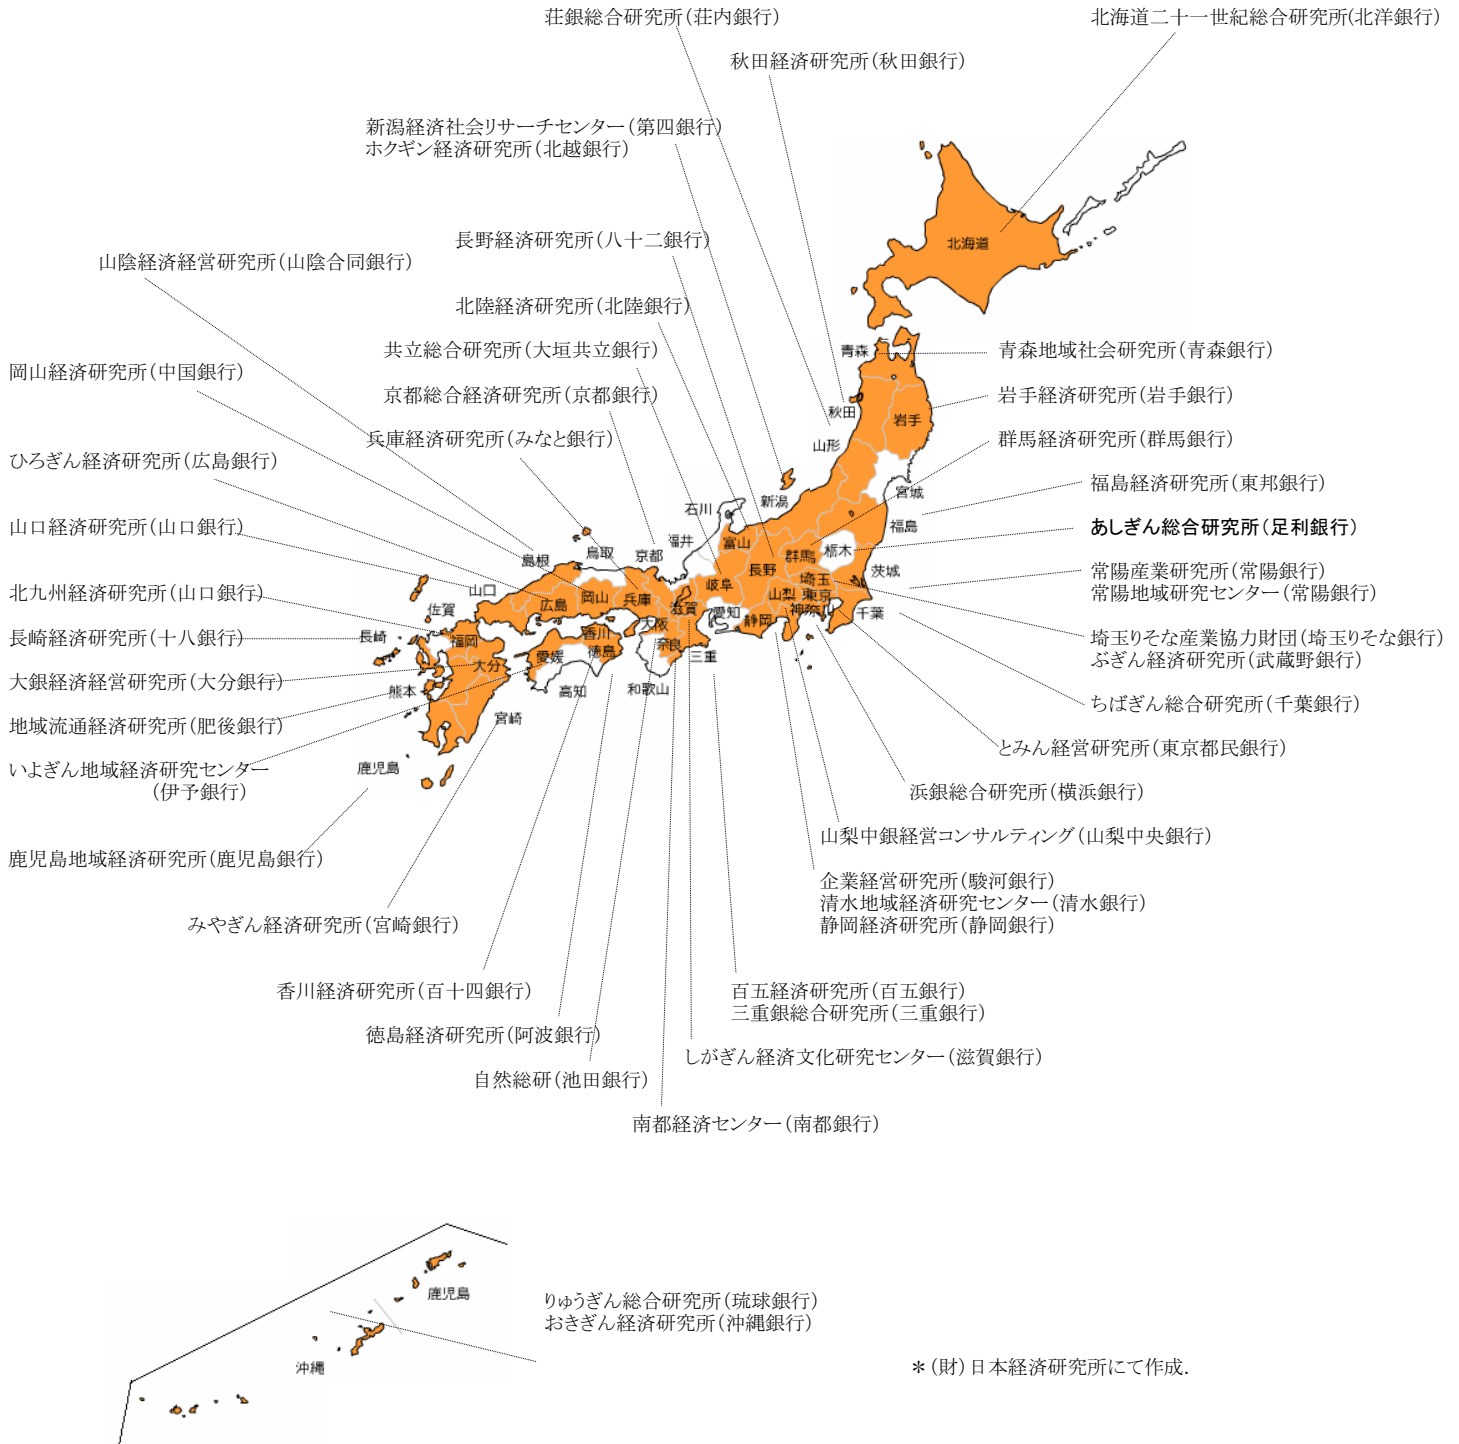 荘銀総合研究所(荘内銀行)
北海道二十一世紀総合研究所(北洋銀行)
秋田経済研究所(秋田銀行)
新潟経済社会リサーチセンター(第四銀行)
ホクギン経済研究所(北越銀行)
長野経済研究所(八十二銀行)
山陰経済経営研究所(山陰合同銀行)
北陸経済研究所(北陸銀行)
共立総合研究所(大垣共立銀行)
青森地域社会研究所(青森銀行)
岡山経済研究所(中国銀行)
京都総合経済研究所(京都銀行)
岩手経済研究所(岩手銀行)
兵庫経済研究所(みなと銀行)
群馬経済研究所(群馬銀行)
ひろぎん経済研究所(広島銀行)
福島経済研究所(東邦銀行)
山口経済研究所(山口銀行)
あしぎん総合研究所(足利銀行)
常陽産業研究所(常陽銀行)
常陽地域研究センター(常陽銀行)
北九州経済研究所(山口銀行)
長崎経済研究所(十八銀行)
埼玉りそな産業協力財団(埼玉りそな銀行)
ぶぎん経済研究所(武蔵野銀行)
大銀経済経営研究所(大分銀行)
ちばぎん総合研究所(千葉銀行)
地域流通経済研究所(肥後銀行)
とみん経営研究所(東京都民銀行)
いよぎん地域経済研究センター
(伊予銀行)
浜銀総合研究所(横浜銀行)
山梨中銀経営コンサルティング(山梨中央銀行)
鹿児島地域経済研究所(鹿児島銀行)
企業経営研究所(駿河銀行)
清水地域経済研究センター(清水銀行)
静岡経済研究所(静岡銀行)
みやぎん経済研究所(宮崎銀行)
香川経済研究所(百十四銀行)
百五経済研究所(百五銀行)
三重銀総合研究所(三重銀行)
徳島経済研究所(阿波銀行)
しがぎん経済文化研究センター(滋賀銀行)
自然総研(池田銀行)
南都経済センター(南都銀行)
北海道
青森
秋田
岩手
山形
宮城
新潟
石川
福島
富山
福井
群馬
栃木
京都
鳥取
島根
長野
茨城
埼玉
岐阜
山梨
東京
山口
広島
岡山
兵庫
滋賀
愛知
静岡
神奈川
千葉
佐賀
長崎
福岡
香川
大阪
奈良
三重
愛媛
徳島
大分
熊本
高知
和歌山
宮崎
鹿児島
鹿児島
沖縄
りゅうぎん総合研究所(琉球銀行)
おきぎん経済研究所(沖縄銀行)
*(財)日本経済研究所にて作成.